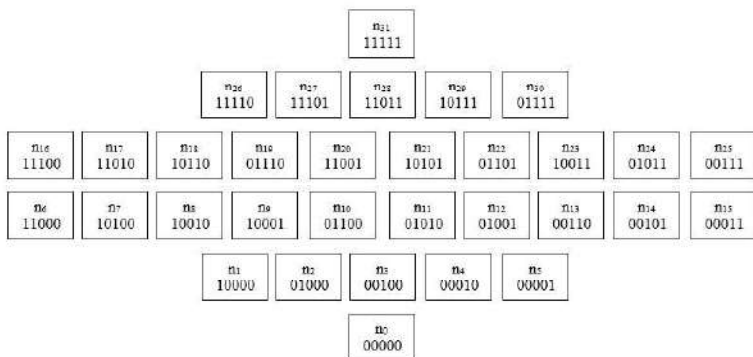 n31
11111
n26 n27 n28 n29 n30
11110 11101 11011 10111 01111
n16 n17 n18 n19 n20 n21 n22 n23 n24 n25
11100 11010 10110 01110 11001 10101 01101 10011 01011 00111
n6 n7 n8 n9 n10 n11 n12 n13 n14 n15
11000 10100 10010 10001 01100 01010 01001 00110 00101 00011
n1 n2 n3 n4 n5
10000 01000 00100 00010 00001
n0
00000